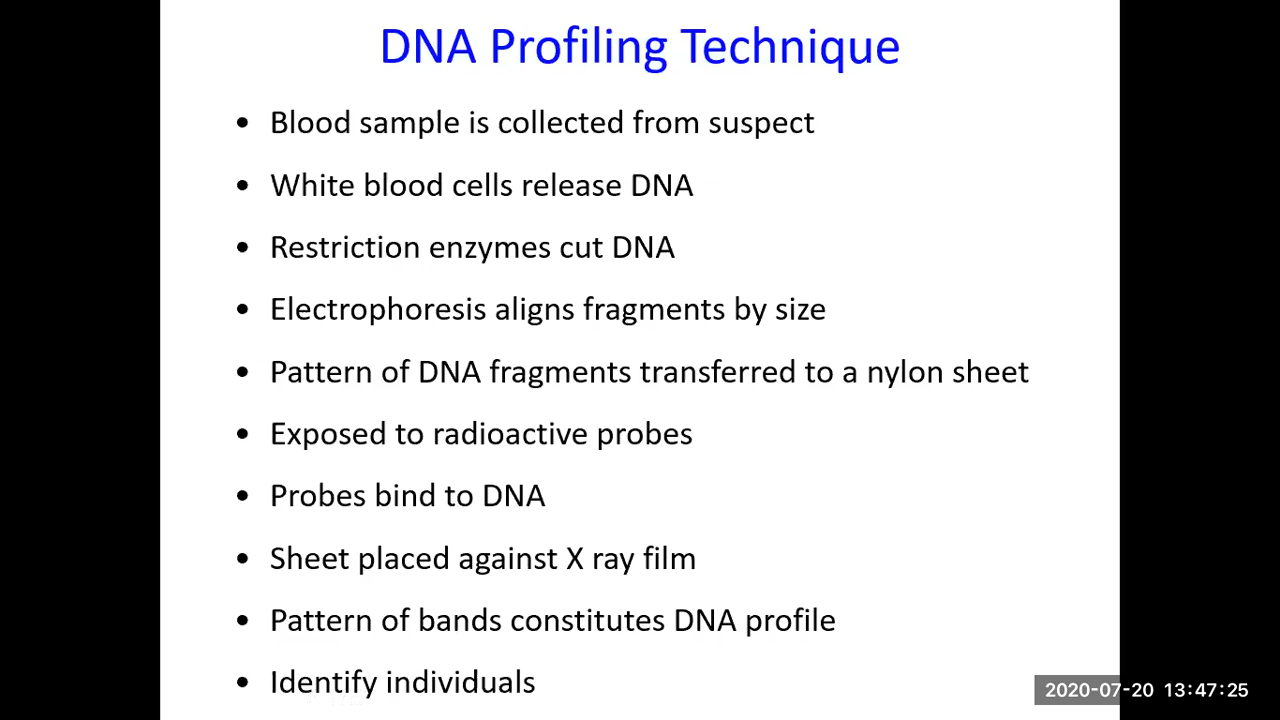 DNA Profiling Technique
• Blood sample is collected from suspect
• White blood cells release DNA
• Restriction enzymes cut DNA
• Electrophoresis aligns fragments by size
• Pattern of DNA fragments transferred to a nylon sheet
• Exposed to radioactive probes
• Probes bind to DNA
• Sheet placed against X ray film
• Pattern of bands constitutes DNA profile
• Identify individuals
2020-07-20 13:47:25